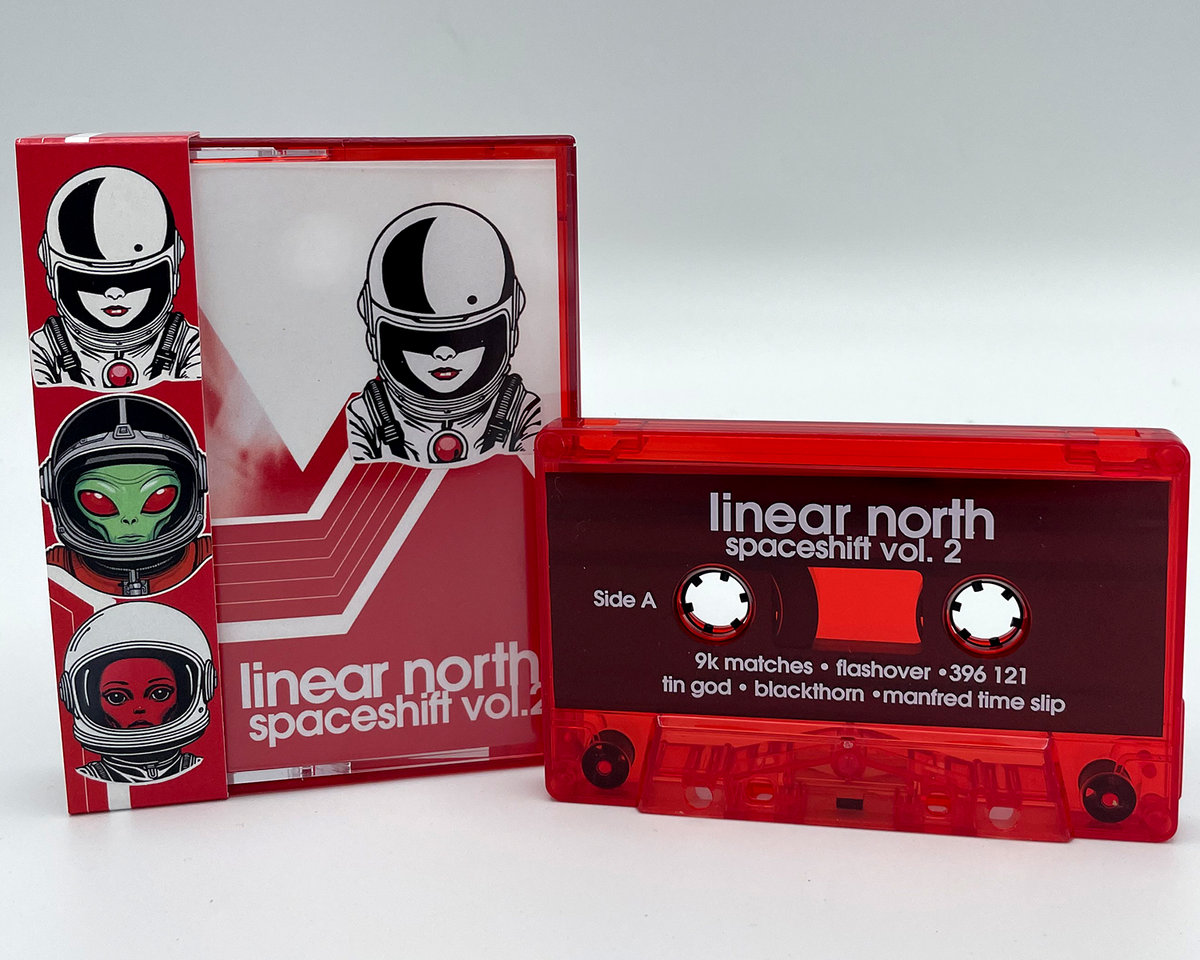 linear north
spaceshift vol.2
linear north
spaceshift vol. 2
Side A
9k matches • flashover •396 121
tin god • blackthorn •manfred time slip